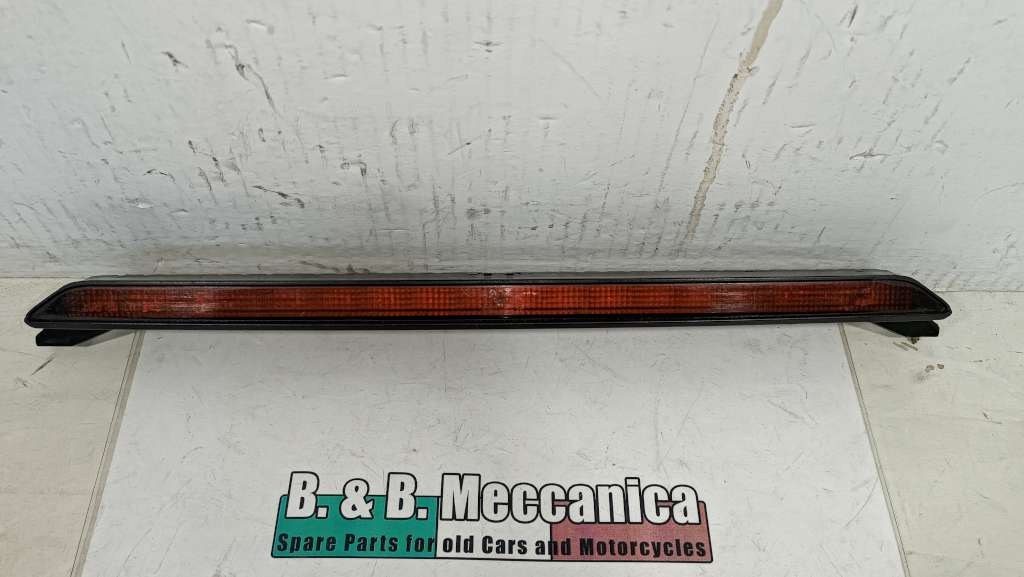 B. & B. Meccanica
Spare Parts for old Cars and Motorcycles